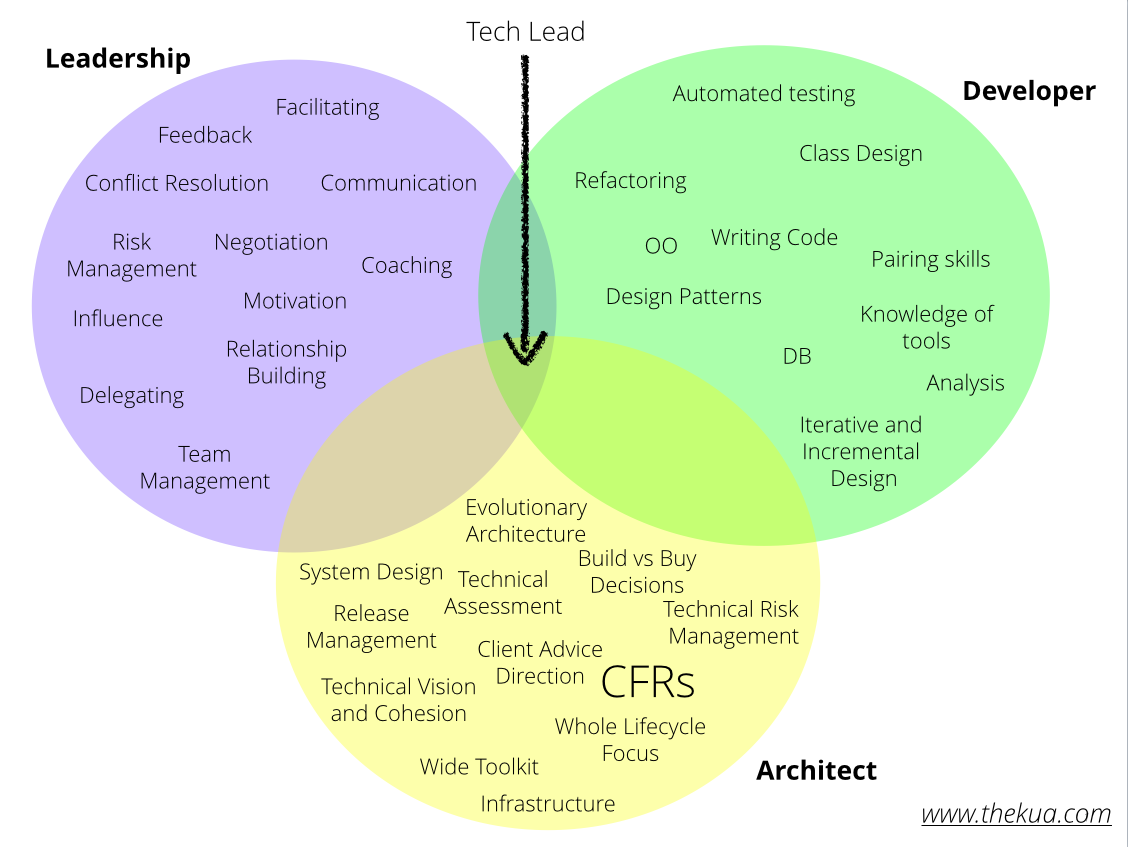 Tech Lead
Leadership
Facilitating
Feedback
Conflict Resolution
Communication
Risk
Management
Negotiation
Coaching
Motivation
Influence
Relationship
Building
Delegating
Team
Management
Developer
Automated testing
Class Design
Refactoring
OO
Writing Code
Pairing skills
Design Patterns
Knowledge of
tools
DB
Analysis
Iterative and
Incremental
Design
Evolutionary
Architecture
Build vs Buy
Decisions
System Design
Technical
Assessment
Release
Management
Technical Risk
Management
Client Advice
Direction
CFRs
Technical Vision
and Cohesion
Whole Lifecycle
Focus
Wide Toolkit
Infrastructure
Architect
www.thekua.com